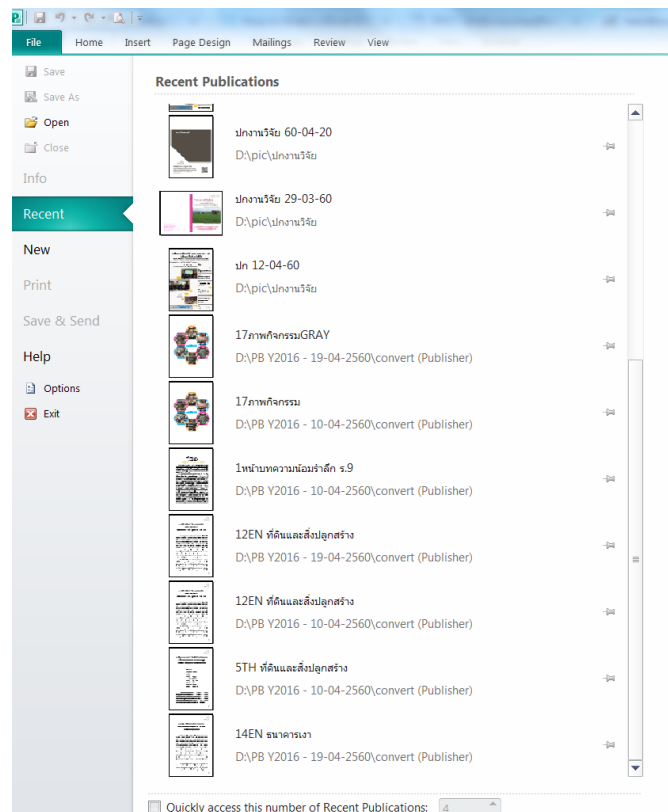 File Home Insert Page Design Mailings Review View
Save
Save As
Open
Close
Info
Recent
New
Print
Save & Send
Help
Options
Exit
Recent Publications
ปกงานวิจัย 60-04-20
D:\pic\ปกงานวิจัย
ปกงานวิจัย 29-03-60
D:\pic\ปกงานวิจัย
ปก 12-04-60
D:\pic\ปกงานวิจัย
17ภาพกิจกรรมGRAY
D:\PB Y2016 - 19-04-2560\convert (Publisher)
17ภาพกิจกรรม
D:\PB Y2016 - 10-04-2560\convert (Publisher)
1หน้าบทความน้อมรำลึก ร.9
D:\PB Y2016 - 10-04-2560\convert (Publisher)
12EN ที่ดินและสิ่งปลูกสร้าง
D:\PB Y2016 - 19-04-2560\convert (Publisher)
12EN ที่ดินและสิ่งปลูกสร้าง
D:\PB Y2016 - 10-04-2560\convert (Publisher)
5TH ที่ดินและสิ่งปลูกสร้าง
D:\PB Y2016 - 10-04-2560\convert (Publisher)
14EN ธนาคารเงา
D:\PB Y2016 - 19-04-2560\convert (Publisher)
Quickly access this number of Recent Publications: 4